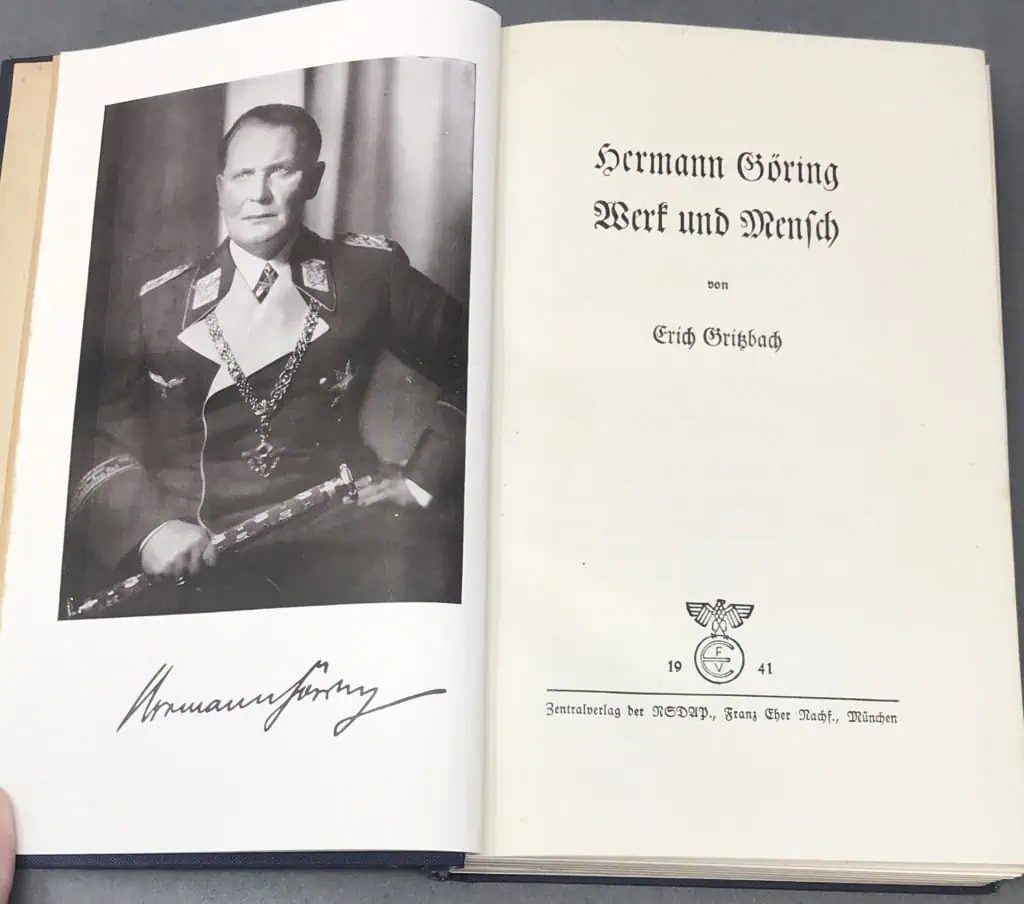 Hermann Göring
Hermann Göring
Werk und Mensch
von
Erich Gritzbach
F
E
V
19 41
Zentralverlag der NSDAP., Franz Eher Nachf., München